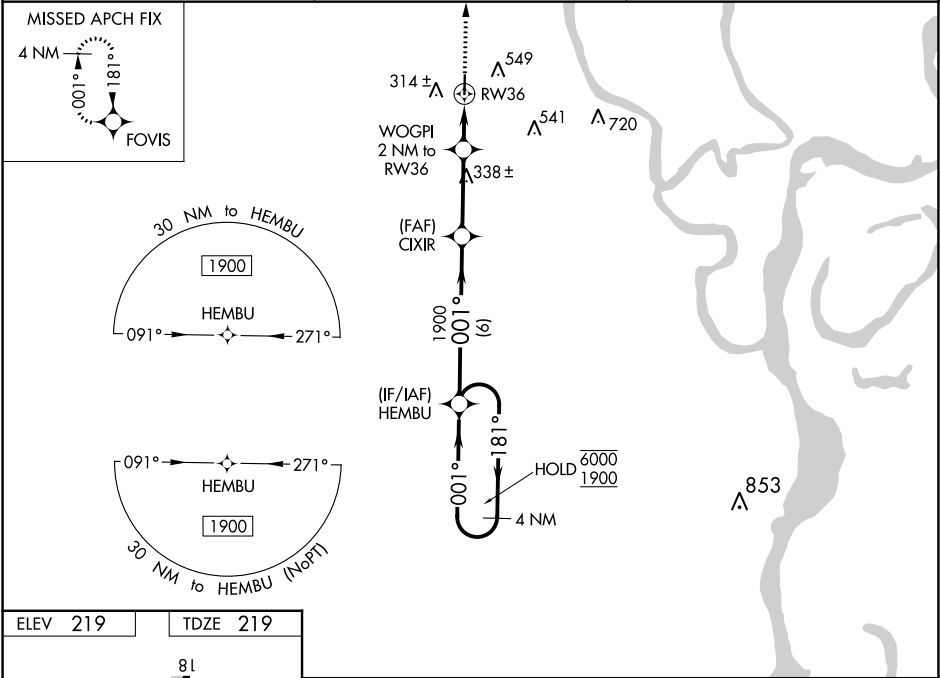 MISSED APCH FIX
4 NM
001°
181°
FOVIS
549
314 ±
RW36
541
720
WOGPI
2 NM to
RW36
338 ±
(FAF)
CIXIR
30 NM to HEMBU
1900
HEMBU
091°
271°
1900
001°
(6)
(IF/IAF)
HEMBU
181°
001°
HOLD
6000
1900
4 NM
853
091°
271°
HEMBU
1900
30 NM to HEMBU (NoPT)
ELEV 219
TDZE 219
18